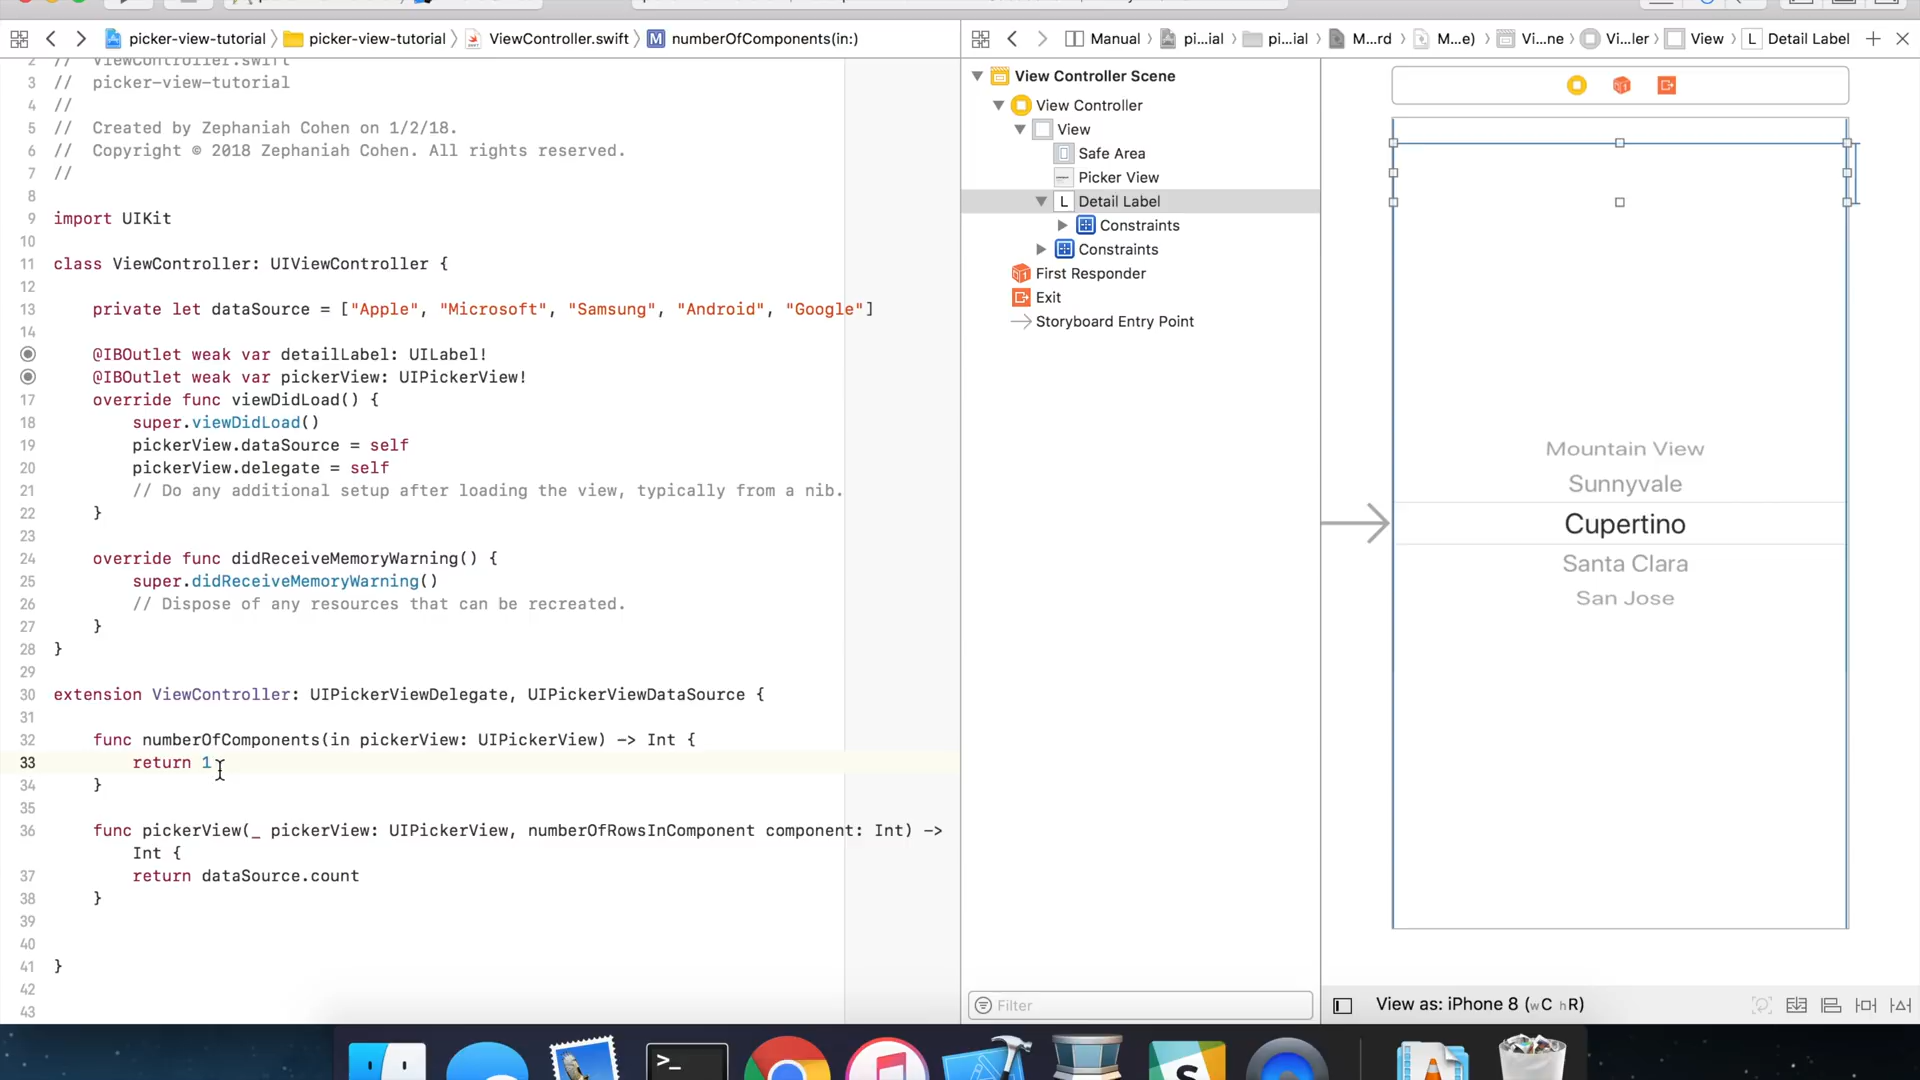 picker-view-tutorial picker-view-tutorial ViewController.swift M numberOfComponents(in:)
Manual pi...ial pi...ial M...rd M...e) Vi...ne Vi...ler View L Detail Label
2 // ViewController.swift
3 // picker-view-tutorial
4 //
5 // Created by Zephaniah Cohen on 1/2/18.
6 // Copyright © 2018 Zephaniah Cohen. All rights reserved.
7 //
8
9 import UIKit
10
11 class ViewController: UIViewController {
12
13 private let dataSource = ["Apple", "Microsoft", "Samsung", "Android", "Google"]
14
@IBOutlet weak var detailLabel: UILabel!
@IBOutlet weak var pickerView: UIPickerView!
17 override func viewDidLoad() {
18 super.viewDidLoad()
19 pickerView.dataSource = self
20 pickerView.delegate = self
21 // Do any additional setup after loading the view, typically from a nib.
22 }
23
24 override func didReceiveMemoryWarning() {
25 super.didReceiveMemoryWarning()
26 // Dispose of any resources that can be recreated.
27 }
28 }
29
30 extension ViewController: UIPickerViewDelegate, UIPickerViewDataSource {
31
32 func numberOfComponents(in pickerView: UIPickerView) -> Int {
33 return 1
34 }
35
36 func pickerView(_ pickerView: UIPickerView, numberOfRowsInComponent component: Int) ->
Int {
37 return dataSource.count
38 }
39
40
41 }
42
43
View Controller Scene
View Controller
View
Safe Area
Picker View
L Detail Label
Constraints
Constraints
First Responder
Exit
Storyboard Entry Point
Filter
Mountain View
Sunnyvale
Cupertino
Santa Clara
San Jose
View as: iPhone 8 (wC hR)